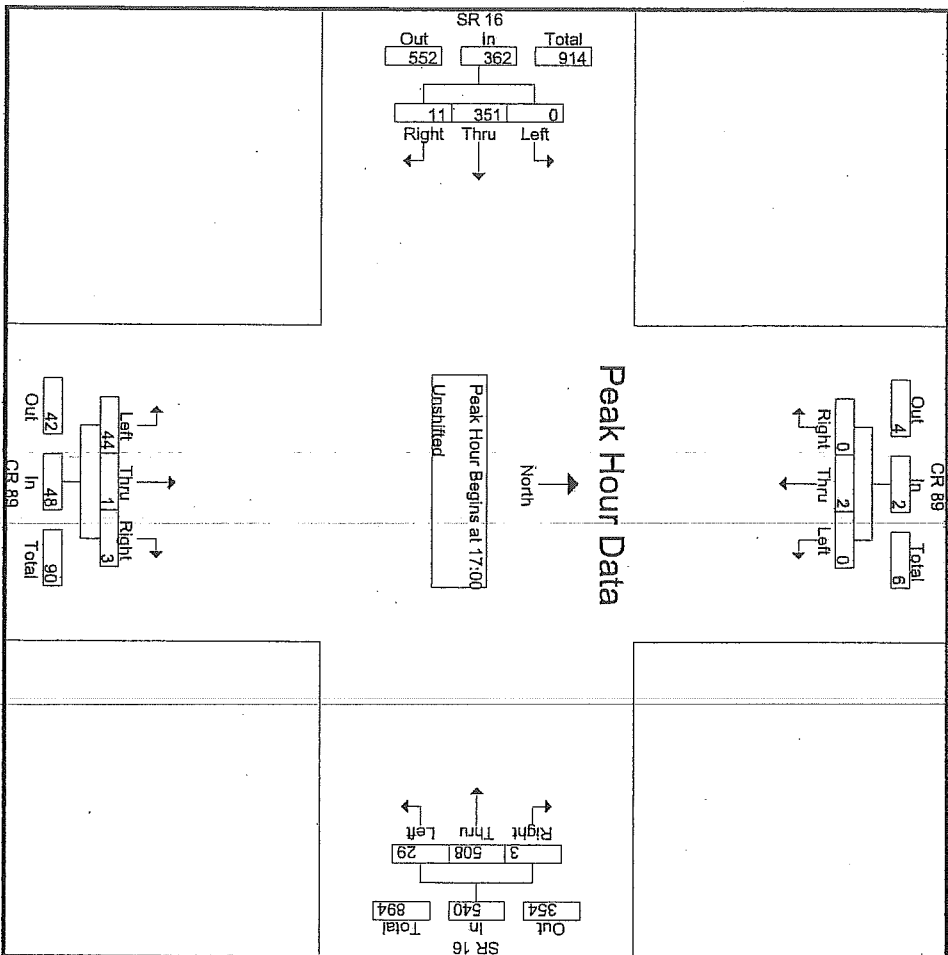 SR 16
Out In Total
552 362 914
11 351 0
Right Thru Left
CR 89
Out In Total
4 2 6
0 2 0
Right Thru Left
Peak Hour Data
North
Peak Hour Begins at 17:00
Unshifted
Left Thru Right
44 1 3
42 48 90
Out In Total
CR 89
Left Thru Right
29 508 3
894 540 354
Total In Out
SR 16